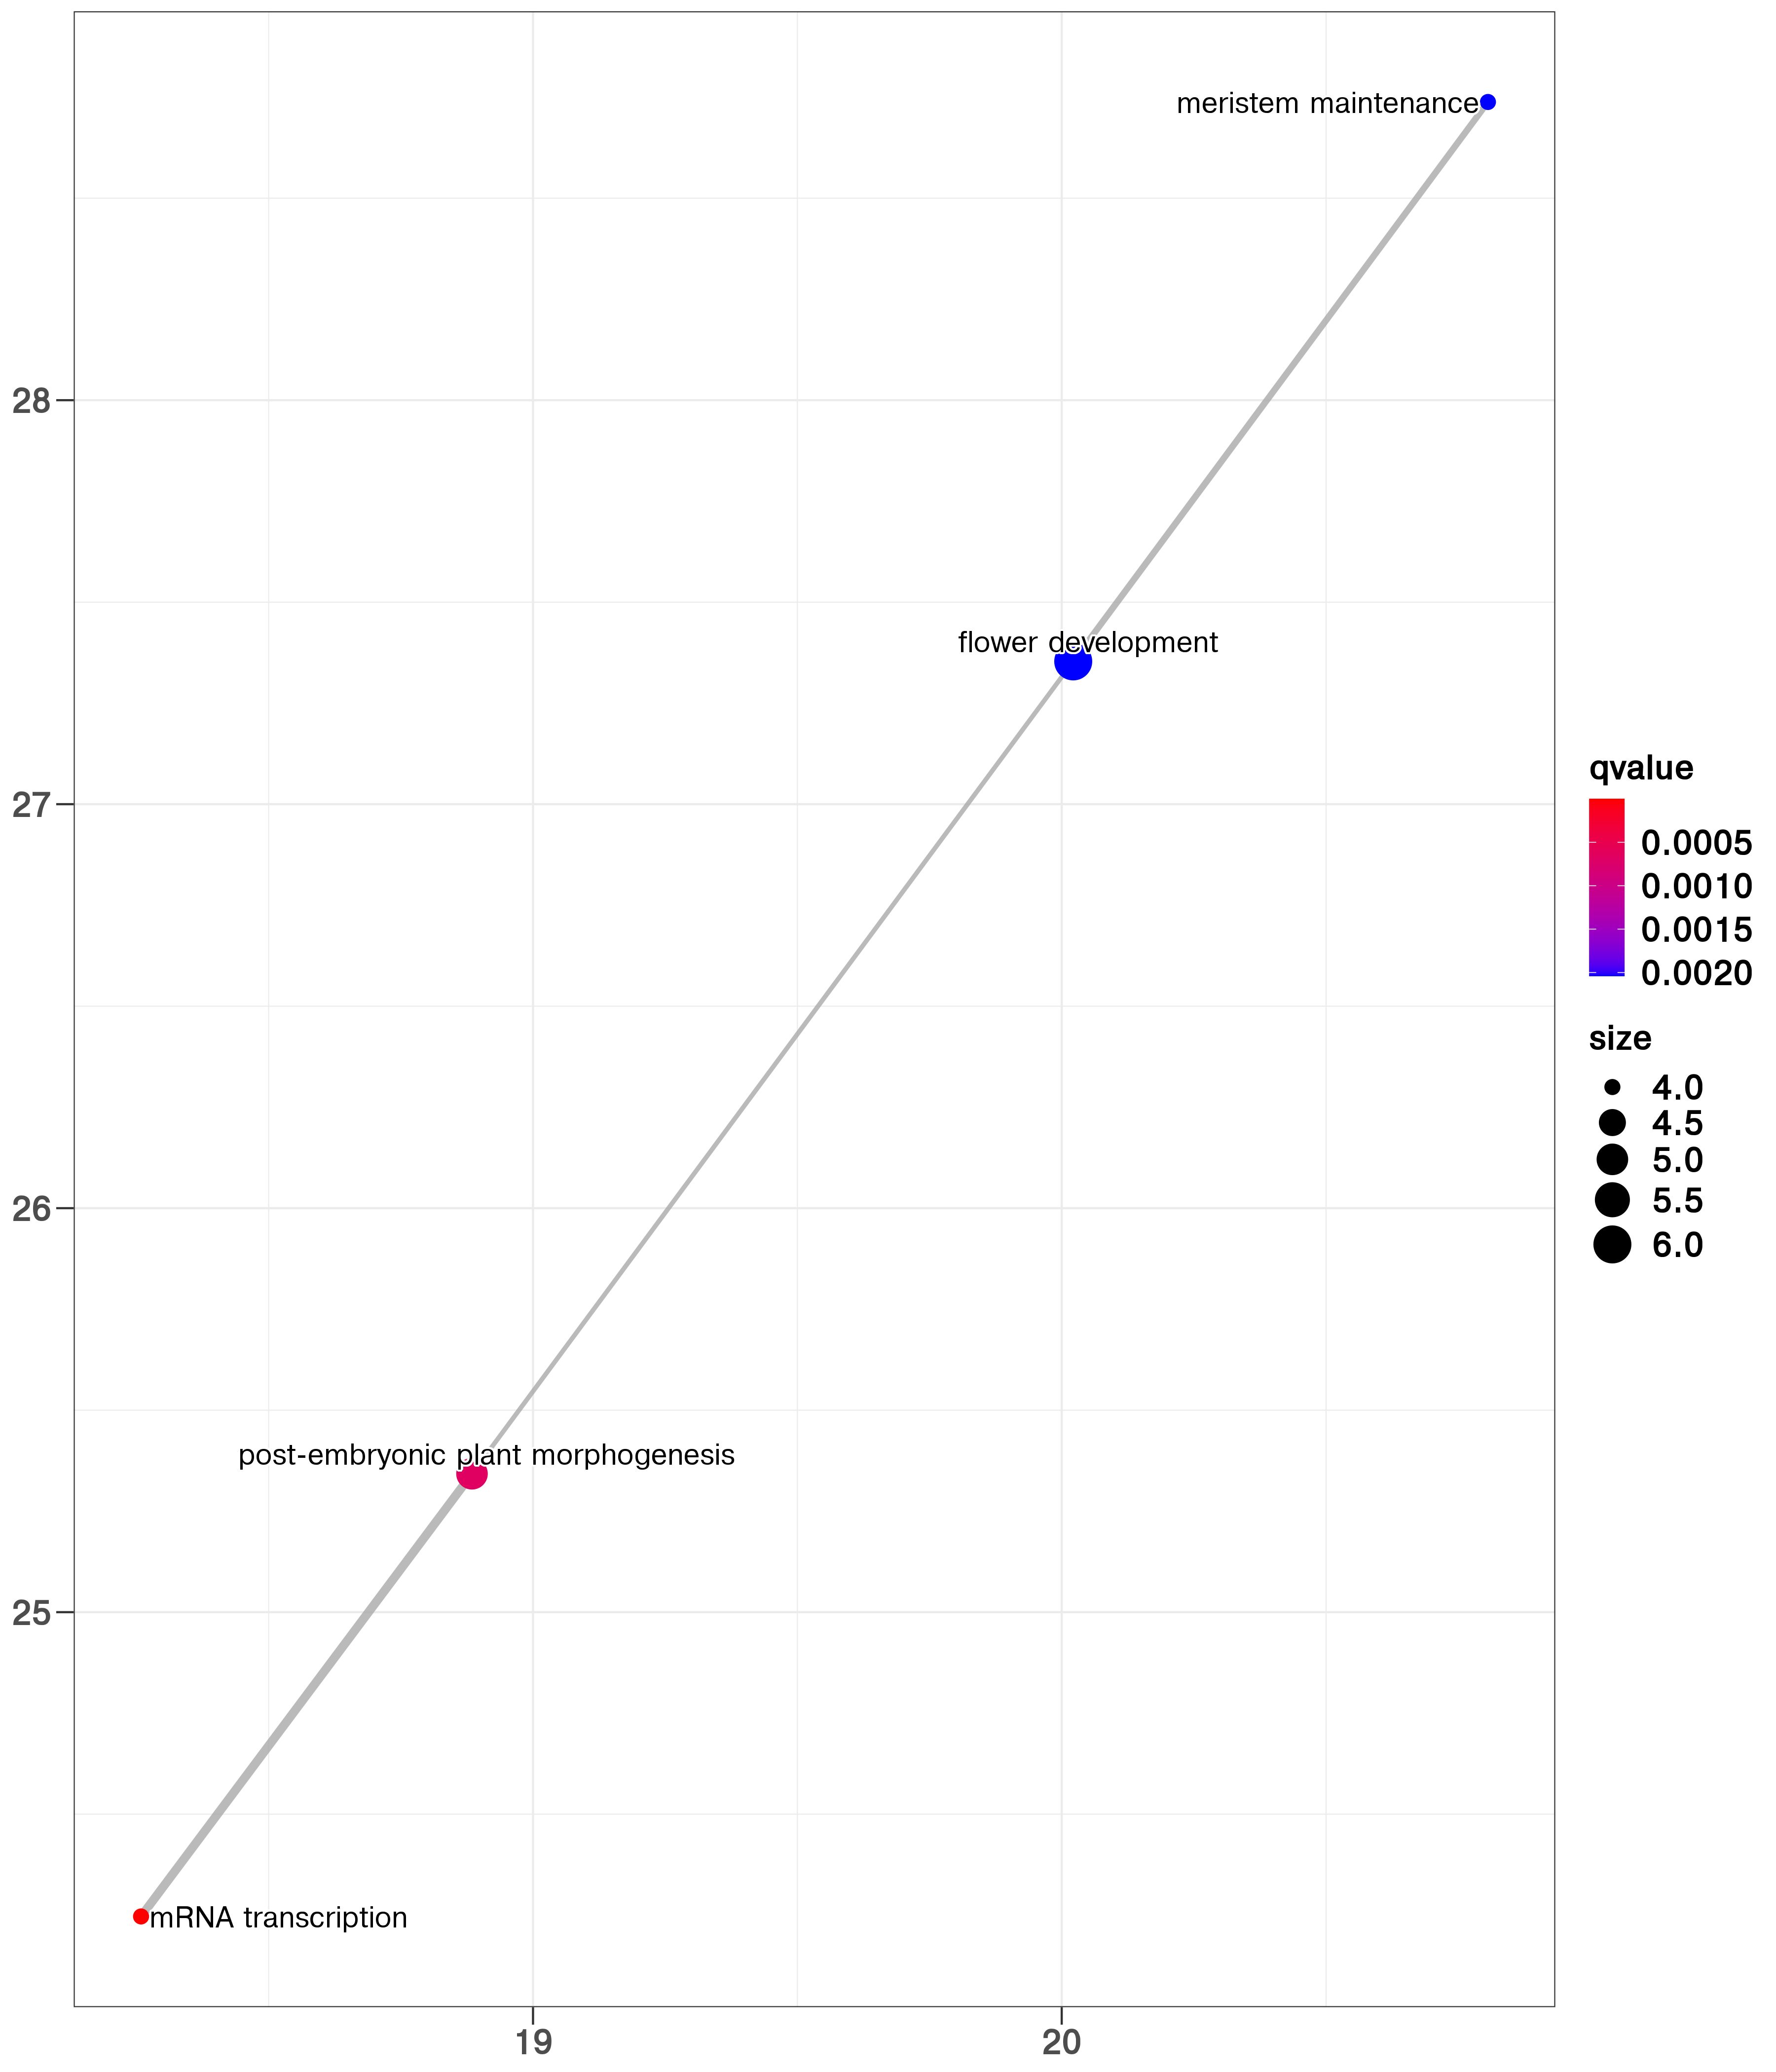 meristem maintenance
28
flower development
27
qvalue
0.0005
0.0010
0.0015
0.0020
size
4.0
4.5
5.0
5.5
6.0
26
post-embryonic plant morphogenesis
25
mRNA transcription
19 20